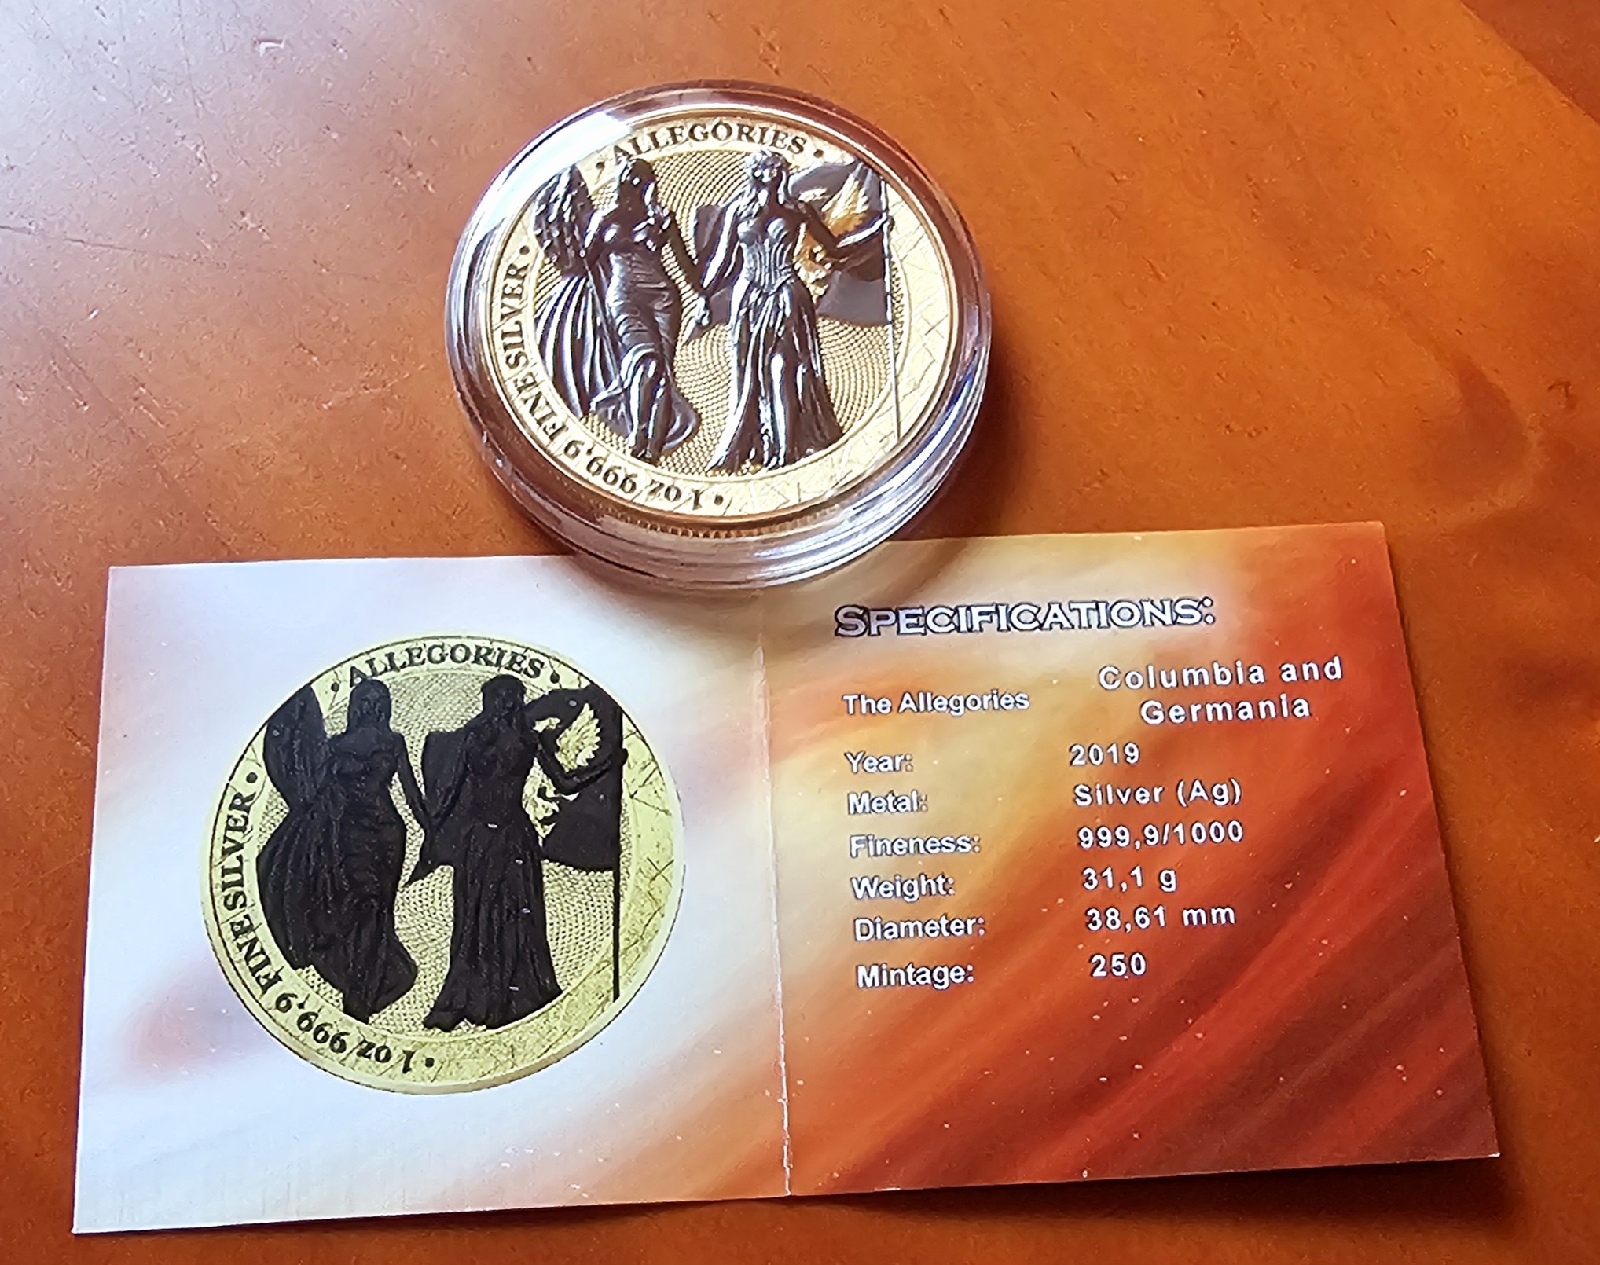 • ALLEGORIES •
• 1 OZ 999,9 FINE SILVER •
• ALLEGORIES •
• 1 OZ 999,9 FINE SILVER •
SPECIFICATIONS:
The Allegories Columbia and
Germania
Year: 2019
Metal: Silver (Ag)
Fineness: 999,9/1000
Weight: 31,1 g
Diameter: 38,61 mm
Mintage: 250